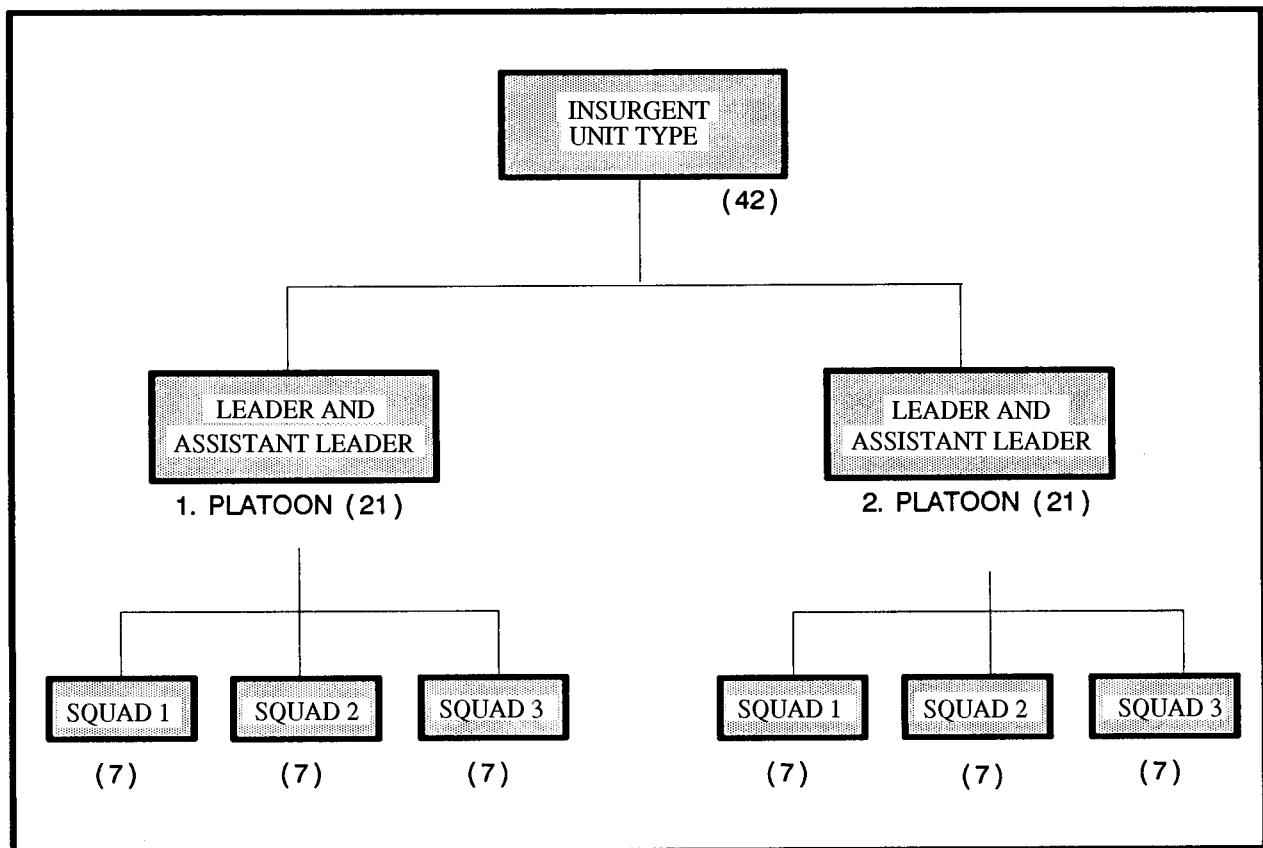 INSURGENT
UNIT TYPE
(42)
LEADER AND
ASSISTANT LEADER
1. PLATOON (21)
LEADER AND
ASSISTANT LEADER
2. PLATOON (21)
SQUAD 1
SQUAD 2
SQUAD 3
SQUAD 1
SQUAD 2
SQUAD 3
(7)
(7)
(7)
(7)
(7)
(7)